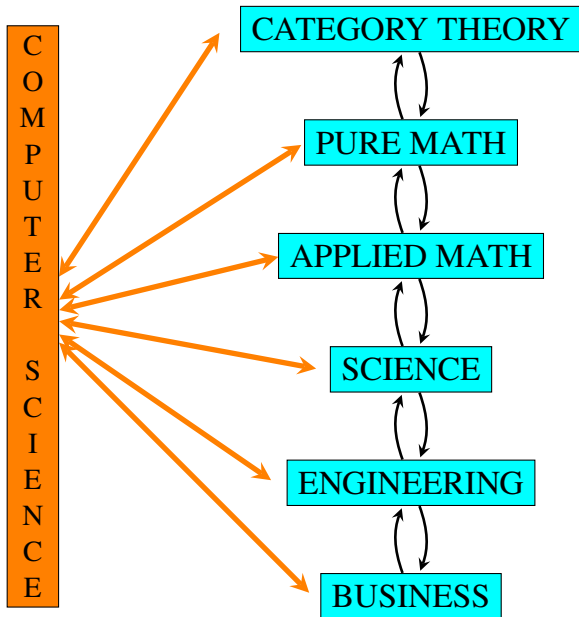 COMPUTER SCIENCE
CATEGORY THEORY
PURE MATH
APPLIED MATH
SCIENCE
ENGINEERING
BUSINESS